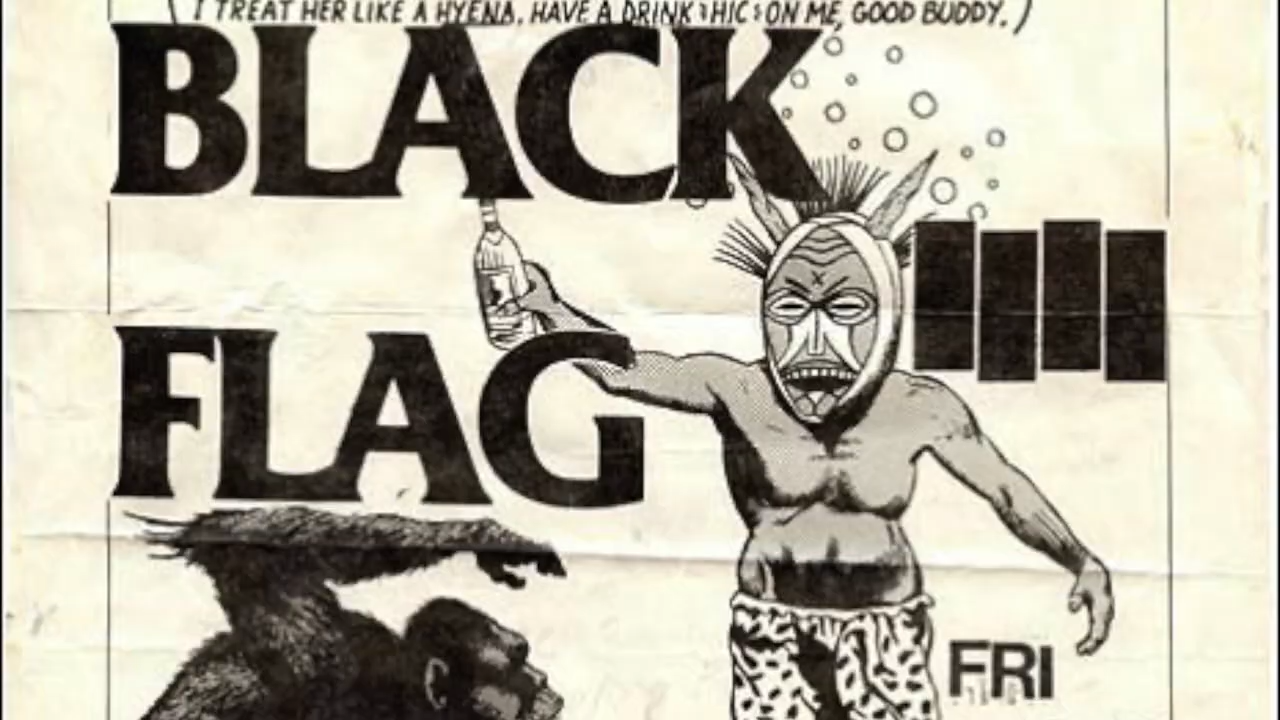 ( I TREAT HER LIKE A HYENA. HAVE A DRINK :HIC: ON ME, GOOD BUDDY. )
BLACK
FLAG
FRI